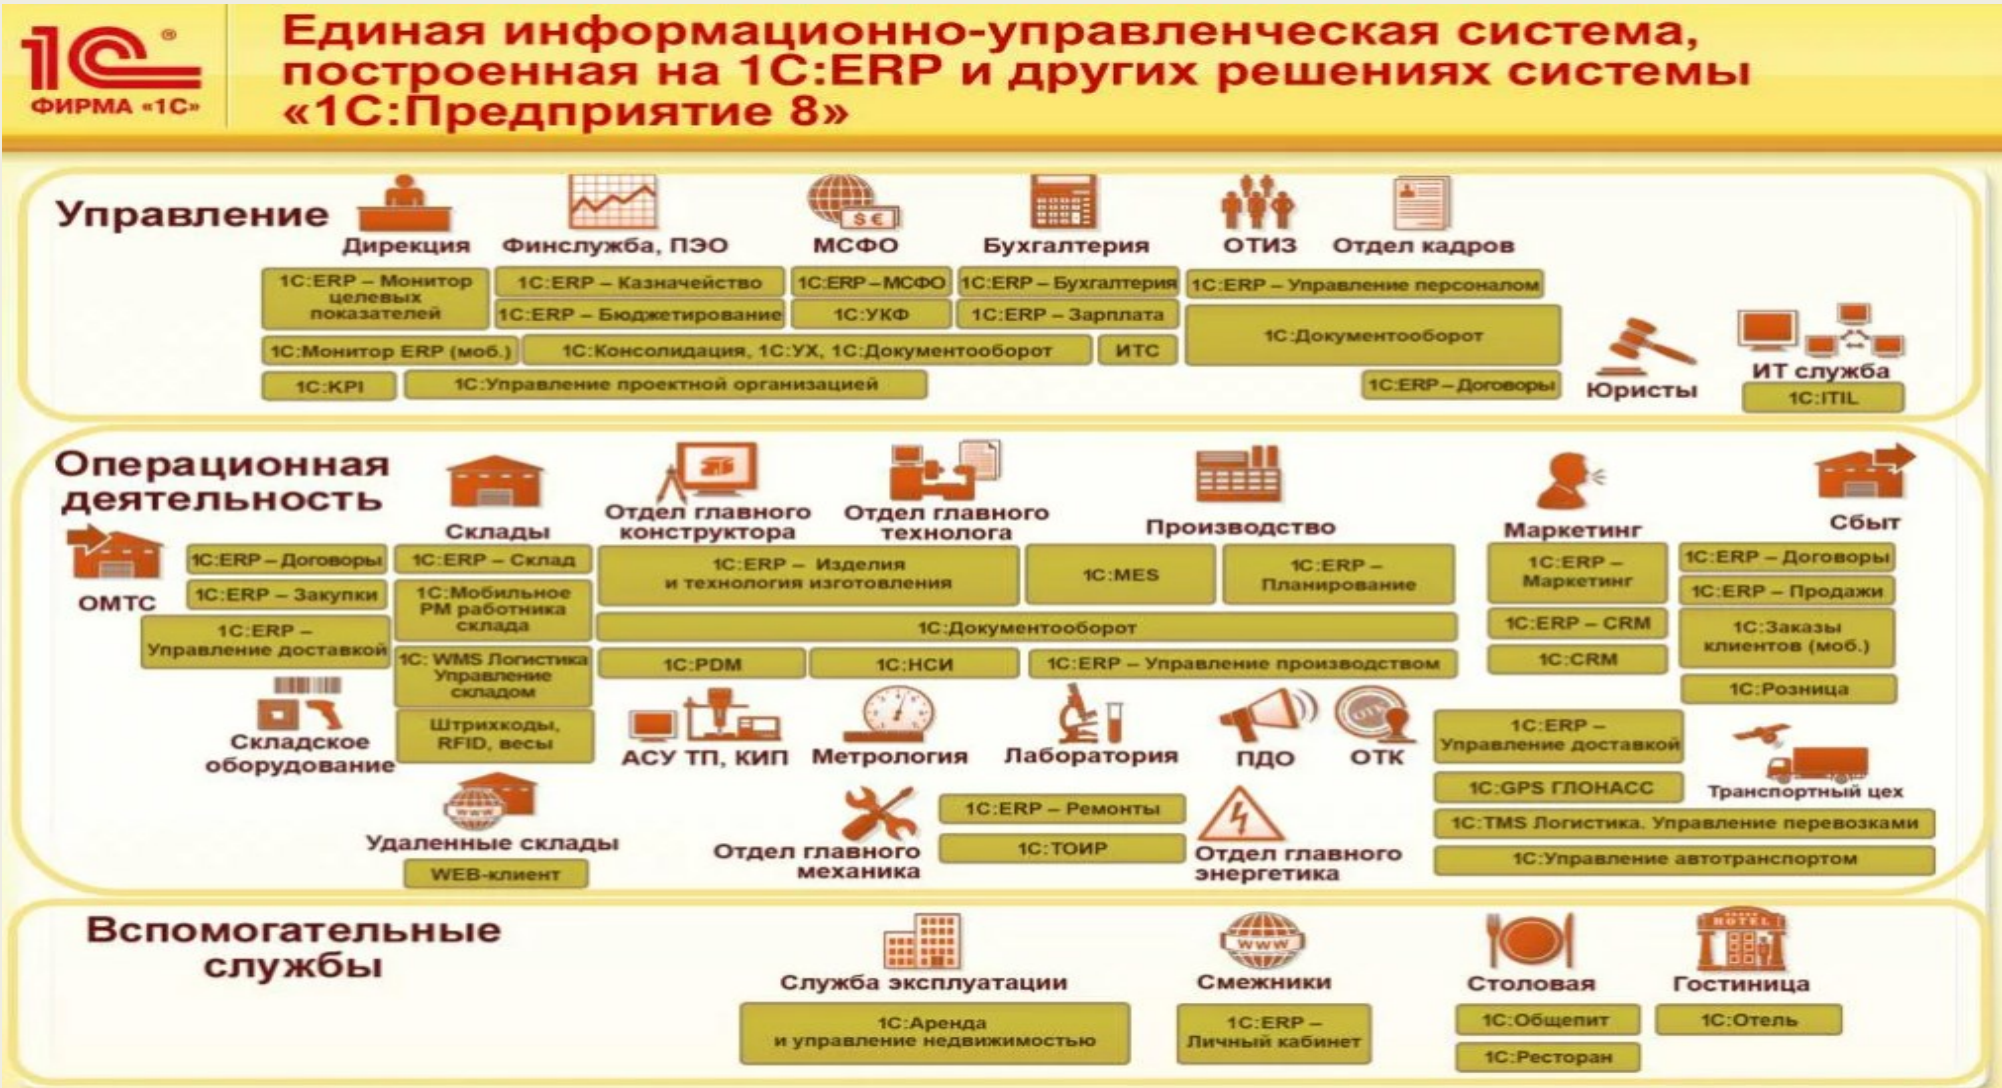 1С ®
ФИРМА «1С»
Единая информационно-управленческая система,
построенная на 1С:ERP и других решениях системы
«1С:Предприятие 8»
Управление
Дирекция
Финслужба, ПЭО
МСФО
$ €
Бухгалтерия
ОТИЗ
Отдел кадров
1С:ERP – Монитор
целевых
показателей
1С:ERP – Казначейство
1С:ERP – МСФО
1С:ERP – Бухгалтерия
1С:ERP – Управление персоналом
1С:ERP – Бюджетирование
1С:УКФ
1С:ERP – Зарплата
1С:Документооборот
1С:Монитор ERP (моб.)
1С:Консолидация, 1С:УХ, 1С:Документооборот
ИТС
1С:KPI
1С:Управление проектной организацией
1С:ERP – Договоры
Юристы
ИТ служба
1С:ITIL
Операционная
деятельность
Склады
Отдел главного
конструктора
Отдел главного
технолога
Производство
Маркетинг
Сбыт
ОМТС
1С:ERP – Договоры
1С:ERP – Закупки
1С:ERP –
Управление доставкой
1С:ERP – Склад
1С:Мобильное
РМ работника
склада
1С: WMS Логистика
Управление
складом
Штрихкоды,
RFID, весы
1С:ERP – Изделия
и технология изготовления
1С:MES
1С:ERP –
Планирование
1С:Документооборот
1С:PDM
1С:НСИ
1С:ERP – Управление производством
1С:ERP –
Маркетинг
1С:ERP – CRM
1С:CRM
1С:ERP – Договоры
1С:ERP – Продажи
1С:Заказы
клиентов (моб.)
1С:Розница
Складское
оборудование
АСУ ТП, КИП
Метрология
Лаборатория
ПДО
ОТК
ОТК
1С:ERP –
Управление доставкой
1С:GPS ГЛОНАСС
Транспортный цех
1С:TMS Логистика. Управление перевозками
1С:Управление автотранспортом
www
Удаленные склады
WEB-клиент
Отдел главного
механика
1С:ERP – Ремонты
1С:ТОИР
Отдел главного
энергетика
Вспомогательные
службы
Служба эксплуатации
1С:Аренда
и управление недвижимостью
www
Смежники
1С:ERP –
Личный кабинет
Столовая
1С:Общепит
1С:Ресторан
HOTEL
Гостиница
1С:Отель